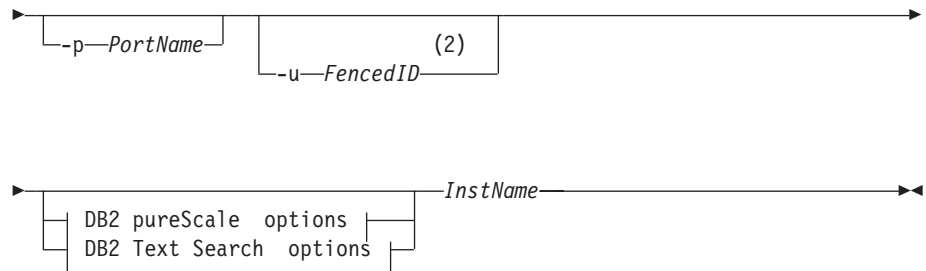 -p PortName
(2)
-u FencedID
InstName
DB2 pureScale options
DB2 Text Search options